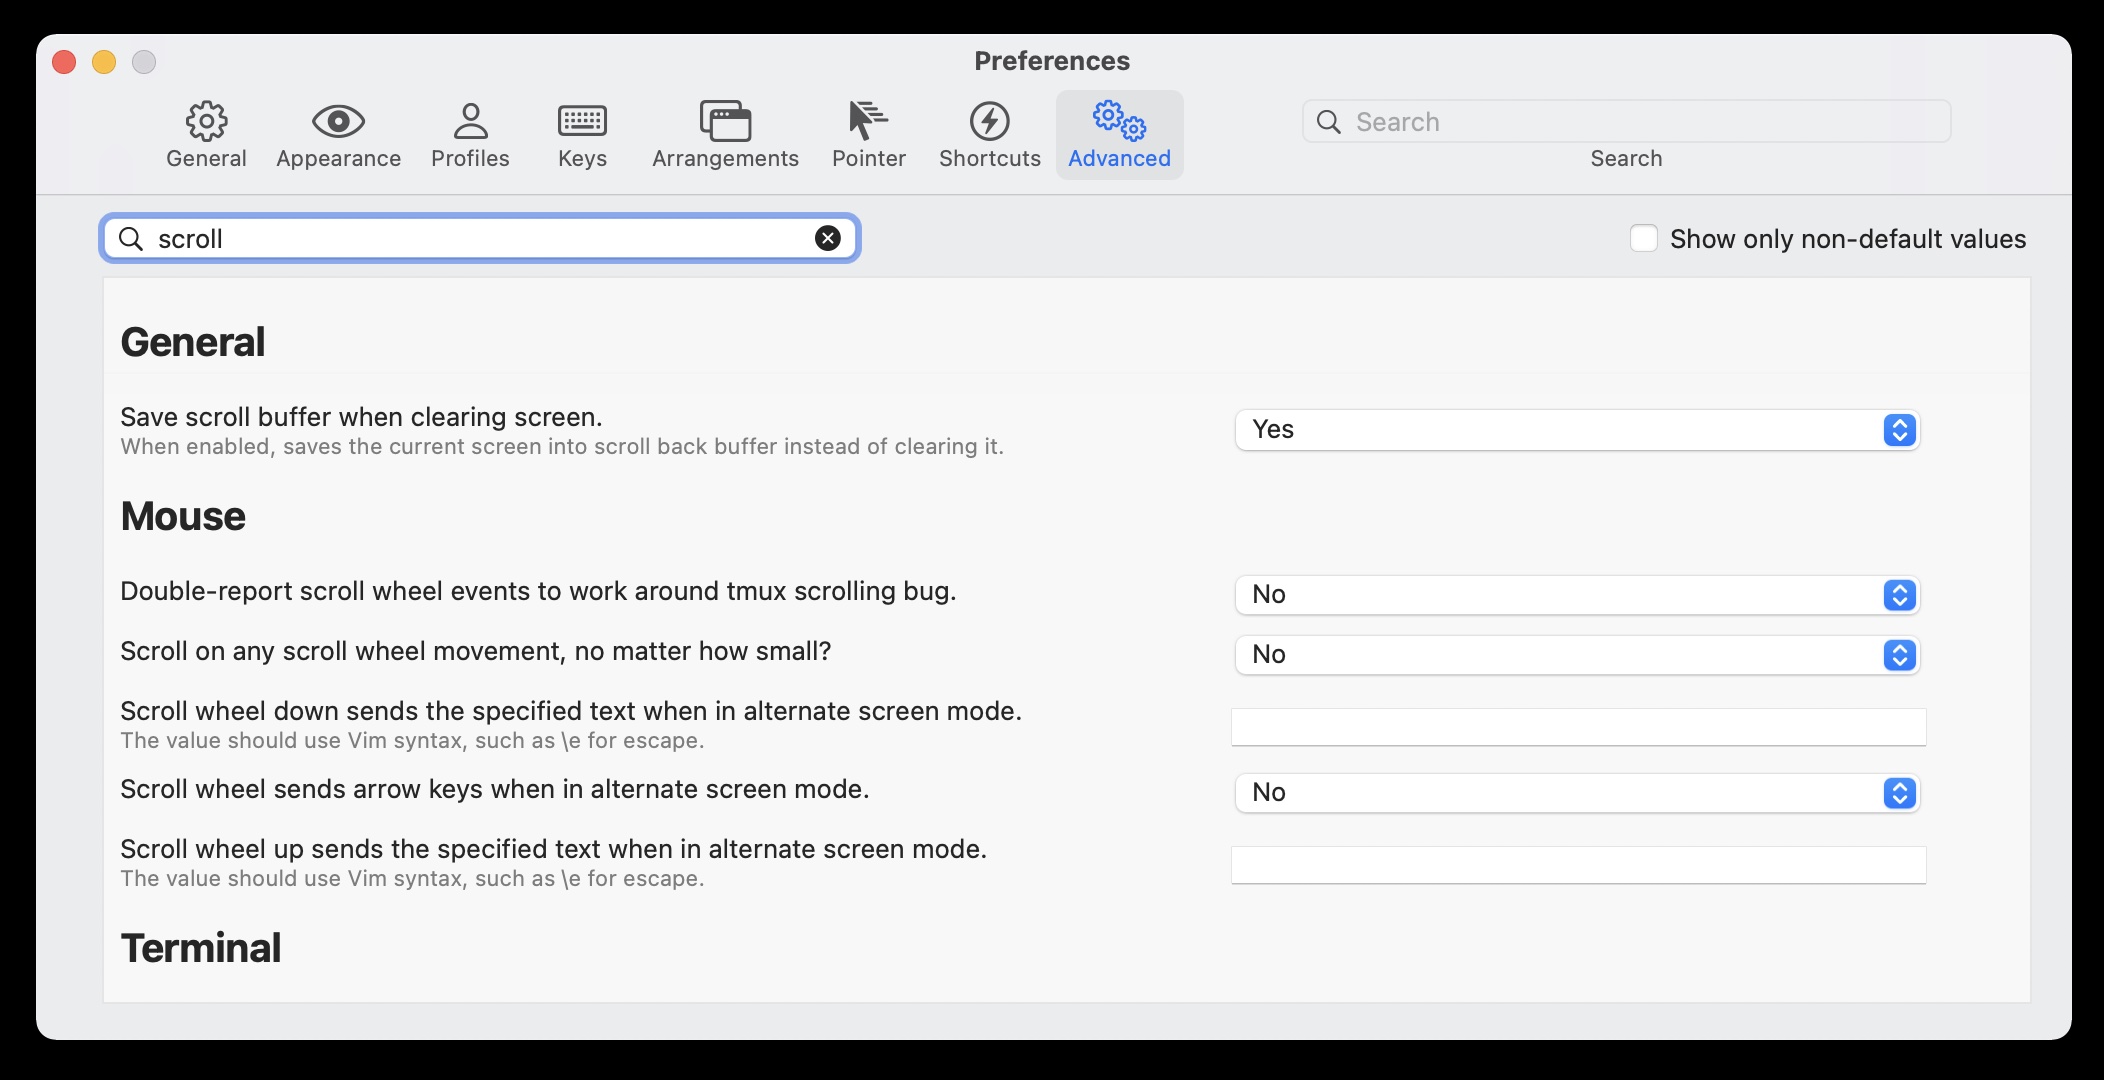 Preferences
General
Appearance
Profiles
Keys
Arrangements
Pointer
Shortcuts
Advanced
Search
Search
scroll
Show only non-default values
General
Save scroll buffer when clearing screen.
When enabled, saves the current screen into scroll back buffer instead of clearing it.
Yes
Mouse
Double-report scroll wheel events to work around tmux scrolling bug.
No
Scroll on any scroll wheel movement, no matter how small?
No
Scroll wheel down sends the specified text when in alternate screen mode.
The value should use Vim syntax, such as \e for escape.
Scroll wheel sends arrow keys when in alternate screen mode.
No
Scroll wheel up sends the specified text when in alternate screen mode.
The value should use Vim syntax, such as \e for escape.
Terminal